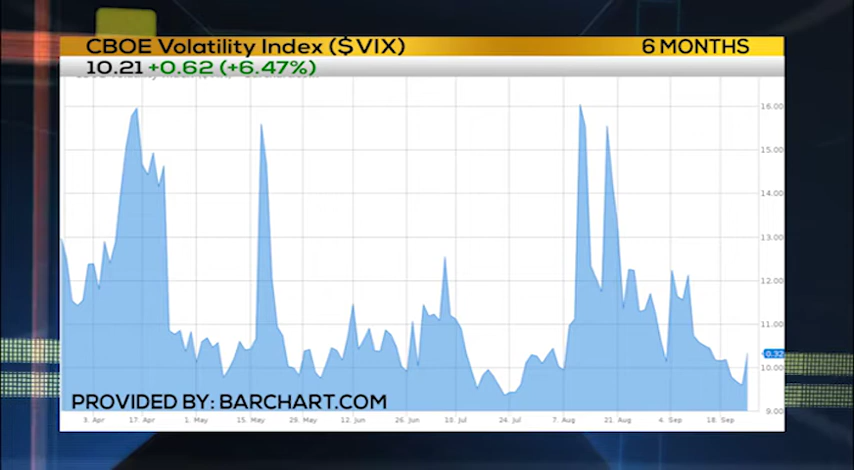 CBOE Volatility Index ($VIX) 6 MONTHS
10.21 +0.62 (+6.47%)
16.00
15.00
14.00
13.00
12.00
11.00
0.32
10.00
9.00
PROVIDED BY: BARCHART.COM
3. Apr 17. Apr 1. May 15. May 29. May 12. Jun 26. Jun 10. Jul 24. Jul 7. Aug 21. Aug 4. Sep 18. Sep